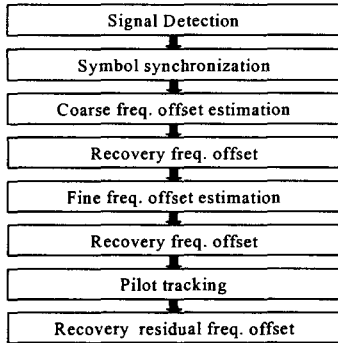 Signal Detection
Symbol synchronization
Coarse freq. offset estimation
Recovery freq. offset
Fine freq. offset estimation
Recovery freq. offset
Pilot tracking
Recovery residual freq. offset